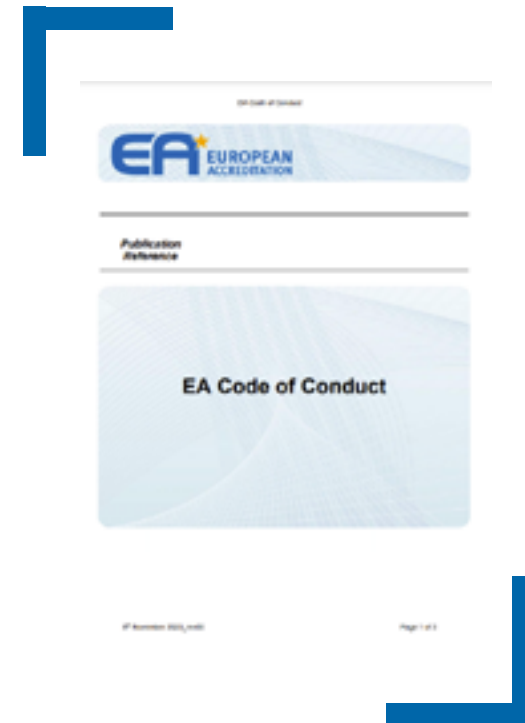 EA Code of Conduct
EA EUROPEAN
ACCREDITATION
Publication
Reference
EA Code of Conduct
Page 1 of 3